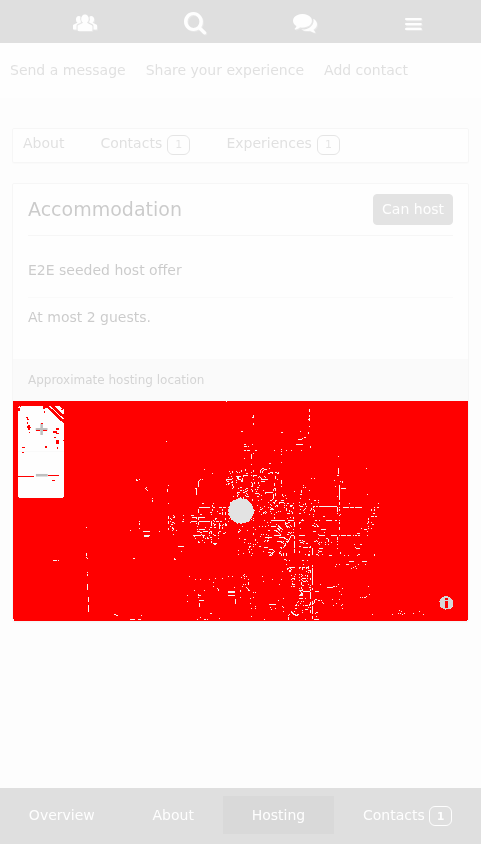 Send a message Share your experience Add contact
About Contacts 1 Experiences 1
Accommodation Can host
E2E seeded host offer
At most 2 guests.
Approximate hosting location
+
−
i
Overview About Hosting Contacts 1